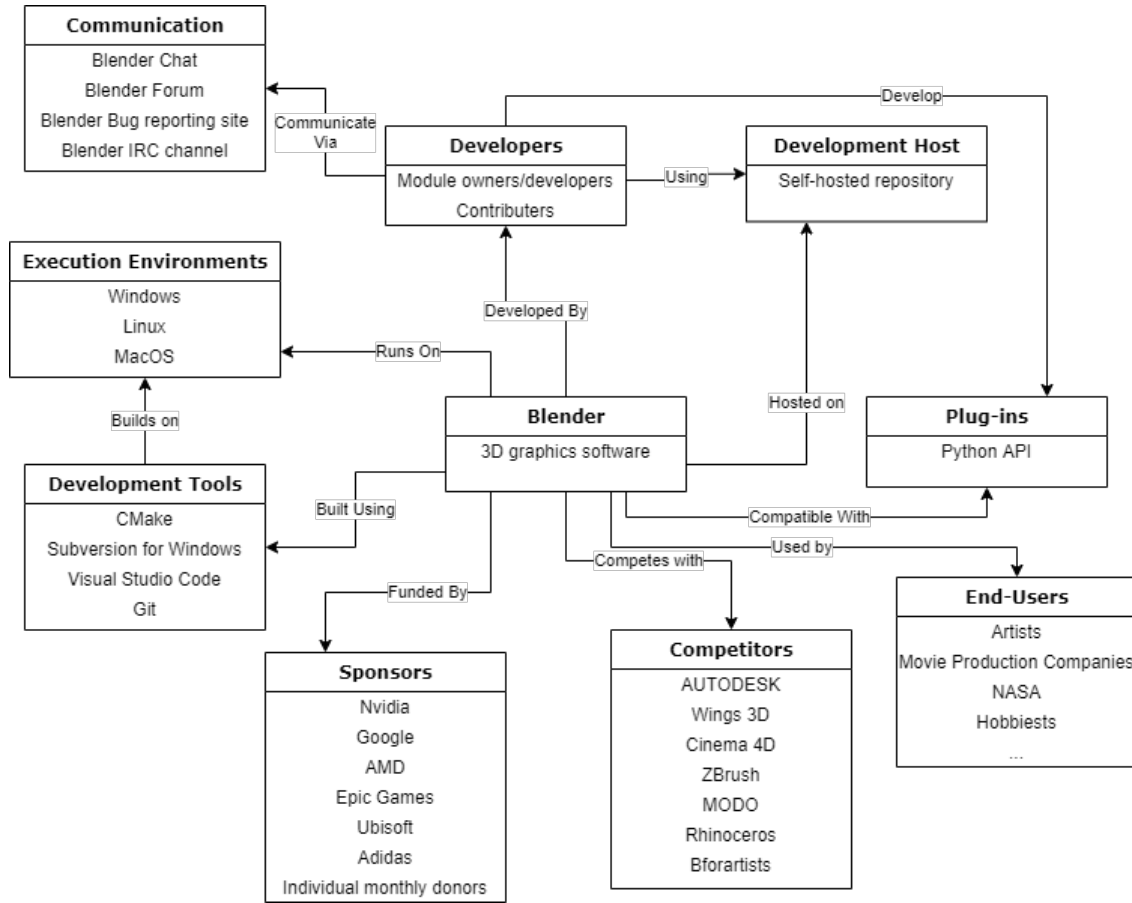 Communication
Blender Chat
Blender Forum
Blender Bug reporting site
Blender IRC channel
Communicate
Via
Developers
Module owners/developers
Contributers
Develop
Using
Development Host
Self-hosted repository
Execution Environments
Windows
Linux
MacOS
Developed By
Runs On
Hosted on
Builds on
Blender
3D graphics software
Plug-ins
Python API
Development Tools
CMake
Subversion for Windows
Visual Studio Code
Git
Built Using
Compatible With
Used by
Competes with
Funded By
End-Users
Artists
Movie Production Companies
NASA
Hobbiests
...
Sponsors
Nvidia
Google
AMD
Epic Games
Ubisoft
Adidas
Individual monthly donors
Competitors
AUTODESK
Wings 3D
Cinema 4D
ZBrush
MODO
Rhinoceros
Bforartists